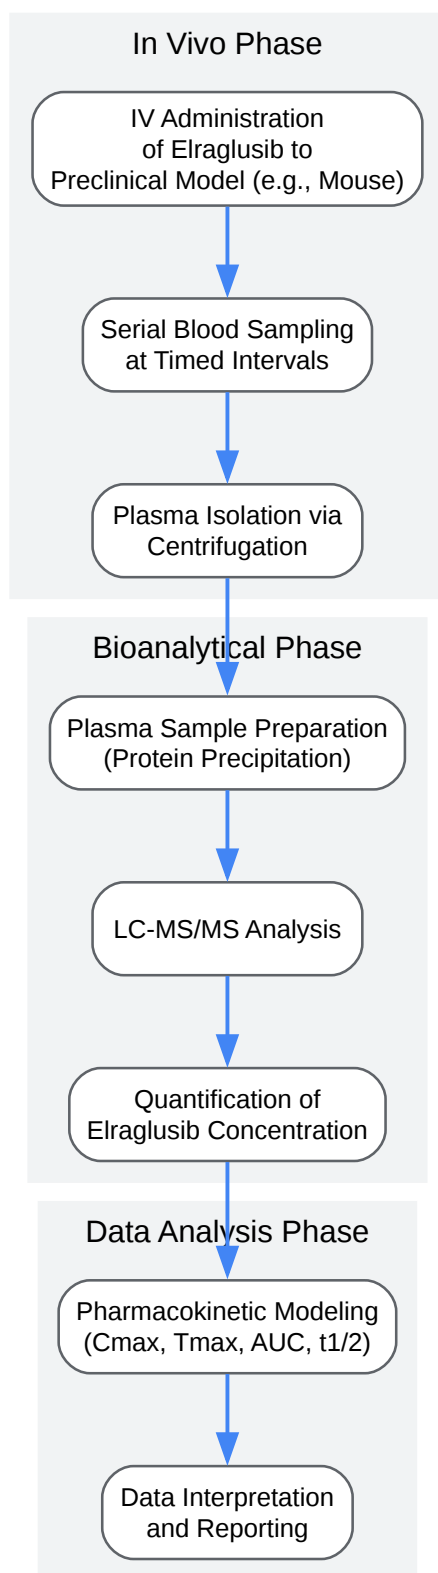 In Vivo Phase
IV Administration
of Elraglusib to
Preclinical Model (e.g., Mouse)
Serial Blood Sampling
at Timed Intervals
Plasma Isolation via
Centrifugation
Bioanalytical Phase
Plasma Sample Preparation
(Protein Precipitation)
LC-MS/MS Analysis
Quantification of
Elraglusib Concentration
Data Analysis Phase
Pharmacokinetic Modeling
(Cmax, Tmax, AUC, t1/2)
Data Interpretation
and Reporting